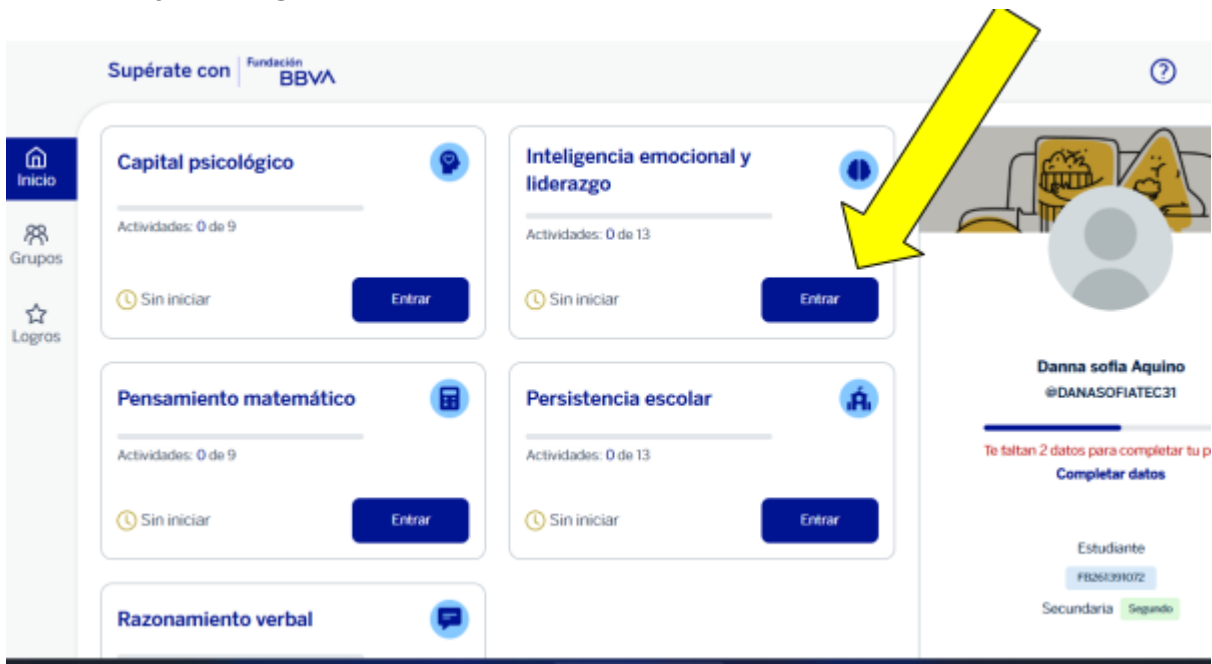 Supérate con Fundación BBVA
Inicio
Grupos
Logros
Capital psicológico
Actividades: 0 de 9
Sin iniciar
Entrar
Inteligencia emocional y
liderazgo
Actividades: 0 de 13
Sin iniciar
Entrar
Pensamiento matemático
Actividades: 0 de 9
Sin iniciar
Entrar
Persistencia escolar
Actividades: 0 de 13
Sin iniciar
Entrar
Razonamiento verbal
Danna sofia Aquino
@DANASOFIATEC31
Te faltan 2 datos para completar tu p
Completar datos
Estudiante
FB261391072
Secundaria Segundo